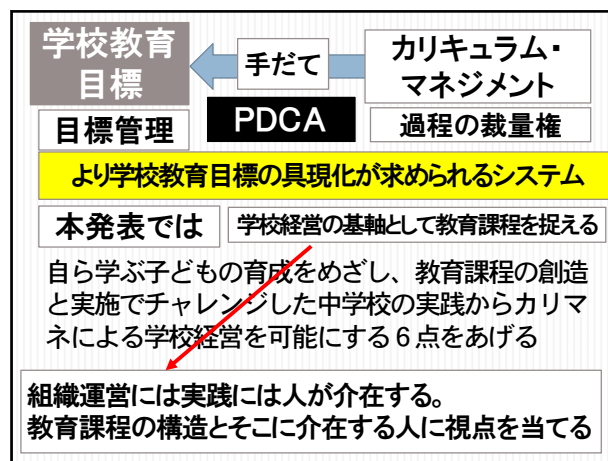 学校教育
目標
手だて
カリキュラム・
マネジメント
目標管理
PDCA
過程の裁量権
より学校教育目標の具現化が求められるシステム
本発表では
学校経営の基軸として教育課程を捉える
自ら学ぶ子どもの育成をめざし、教育課程の創造
と実施でチャレンジした中学校の実践からカリマ
ネによる学校経営を可能にする6点をあげる
組織運営には実践には人が介在する。
教育課程の構造とそこに介在する人に視点を当てる